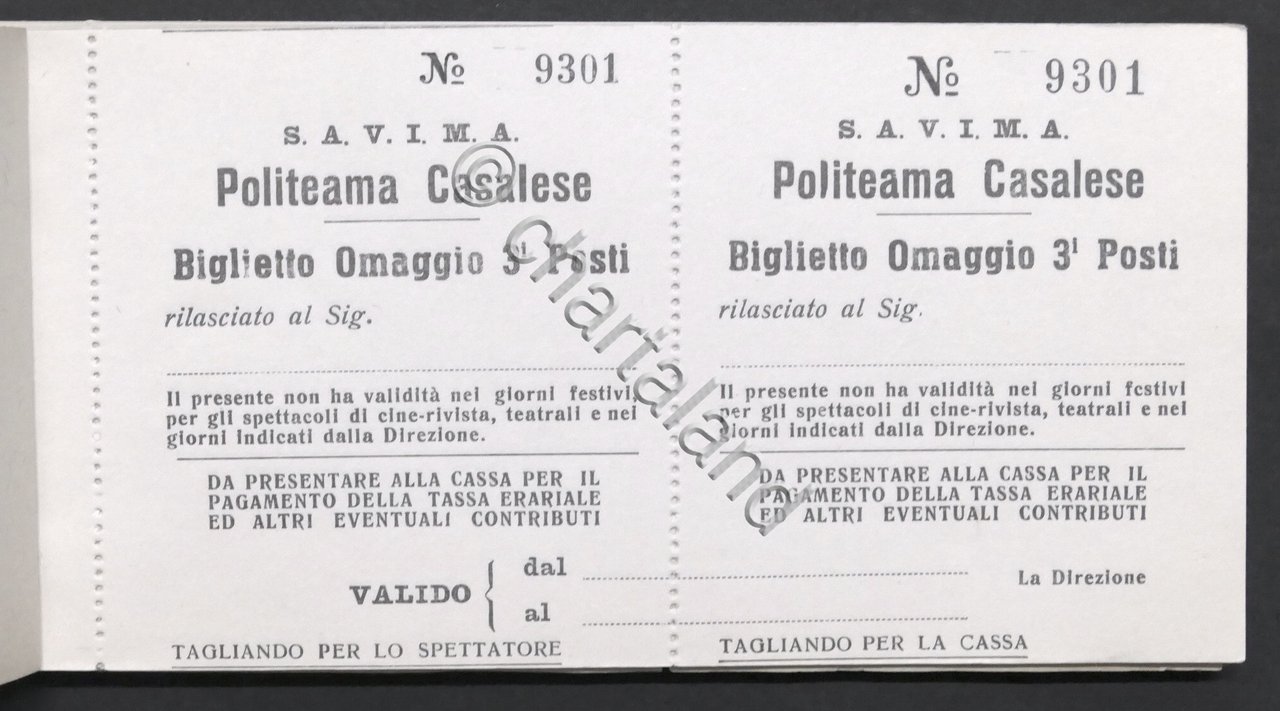 Nº 9301
S. A. V. I. M. A.
Politeama Casalese
Biglietto Omaggio 3ⁱ Posti
rilasciato al Sig.
Il presente non ha validità nei giorni festivi,
per gli spettacoli di cine-rivista, teatrali e nei
giorni indicati dalla Direzione.
DA PRESENTARE ALLA CASSA PER IL
PAGAMENTO DELLA TASSA ERARIALE
ED ALTRI EVENTUALI CONTRIBUTI
VALIDO { dal
al
TAGLIANDO PER LO SPETTATORE
Nº 9301
S. A. V. I. M. A.
Politeama Casalese
Biglietto Omaggio 3ⁱ Posti
rilasciato al Sig.
Il presente non ha validità nei giorni festivi
per gli spettacoli di cine-rivista, teatrali e nei
giorni indicati dalla Direzione.
DA PRESENTARE ALLA CASSA PER IL
PAGAMENTO DELLA TASSA ERARIALE
ED ALTRI EVENTUALI CONTRIBUTI
La Direzione
TAGLIANDO PER LA CASSA
© chartaland